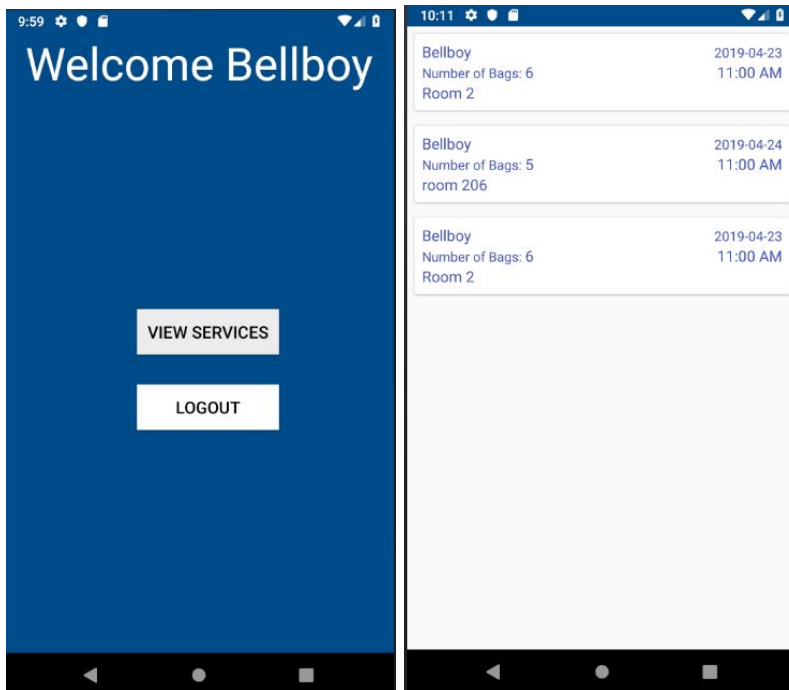 9:59
Welcome Bellboy
VIEW SERVICES
LOGOUT
10:11
Bellboy 2019-04-23
Number of Bags: 6 11:00 AM
Room 2
Bellboy 2019-04-24
Number of Bags: 5 11:00 AM
room 206
Bellboy 2019-04-23
Number of Bags: 6 11:00 AM
Room 2